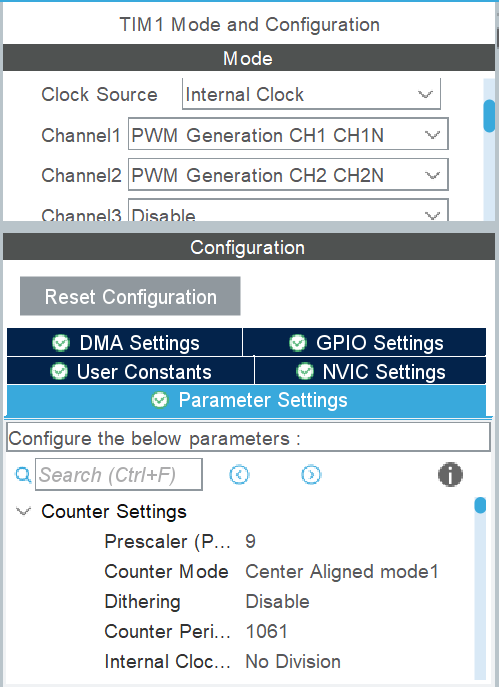 TIM1 Mode and Configuration
Mode
Clock Source Internal Clock
Channel1 PWM Generation CH1 CH1N
Channel2 PWM Generation CH2 CH2N
Channel3 Disable
Configuration
Reset Configuration
DMA Settings GPIO Settings
User Constants NVIC Settings
Parameter Settings
Configure the below parameters :
Search (Ctrl+F)
Counter Settings
Prescaler (P... 9
Counter Mode Center Aligned mode1
Dithering Disable
Counter Peri... 1061
Internal Cloc... No Division